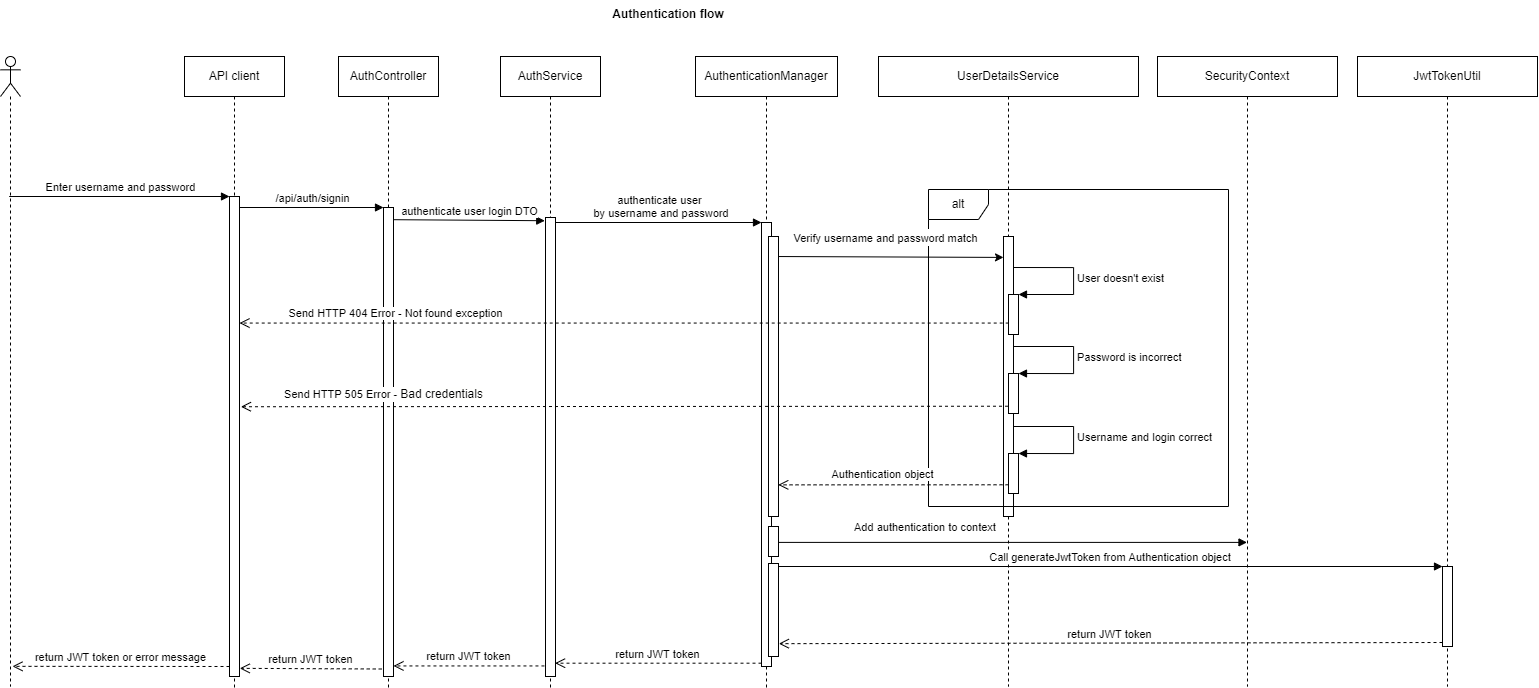 Authentication flow
API client
AuthController
AuthService
AuthenticationManager
UserDetailsService
SecurityContext
JwtTokenUtil
Enter username and password
/api/auth/signin
authenticate user login DTO
authenticate user
by username and password
alt
Verify username and password match
User doesn't exist
Send HTTP 404 Error - Not found exception
Password is incorrect
Send HTTP 505 Error - Bad credentials
Username and login correct
Authentication object
Add authentication to context
Call generateJwtToken from Authentication object
return JWT token
return JWT token
return JWT token
return JWT token
return JWT token or error message